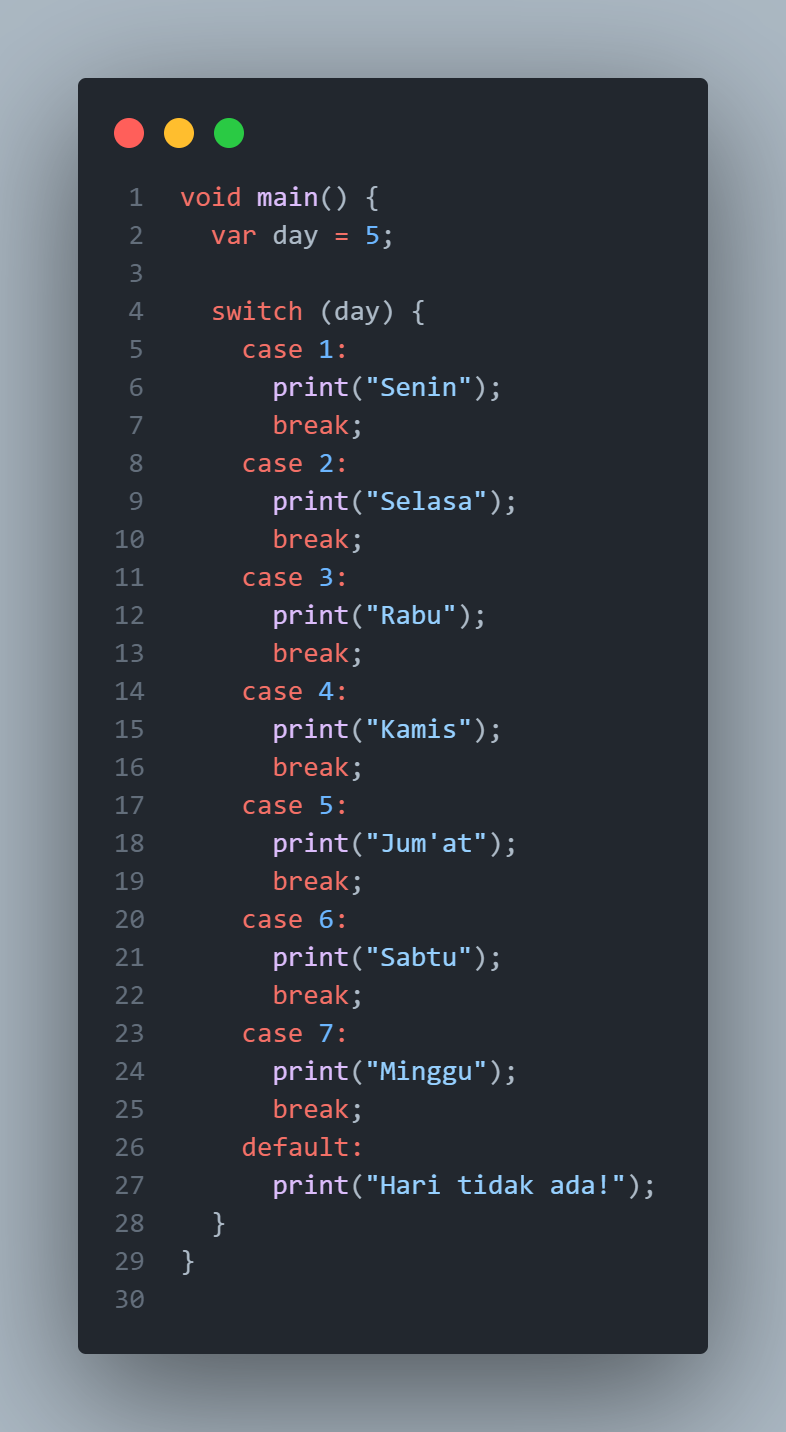 1 void main() {
2   var day = 5;
3
4   switch (day) {
5     case 1:
6       print("Senin");
7       break;
8     case 2:
9       print("Selasa");
10       break;
11     case 3:
12       print("Rabu");
13       break;
14     case 4:
15       print("Kamis");
16       break;
17     case 5:
18       print("Jum'at");
19       break;
20     case 6:
21       print("Sabtu");
22       break;
23     case 7:
24       print("Minggu");
25       break;
26     default:
27       print("Hari tidak ada!");
28   }
29 }
30